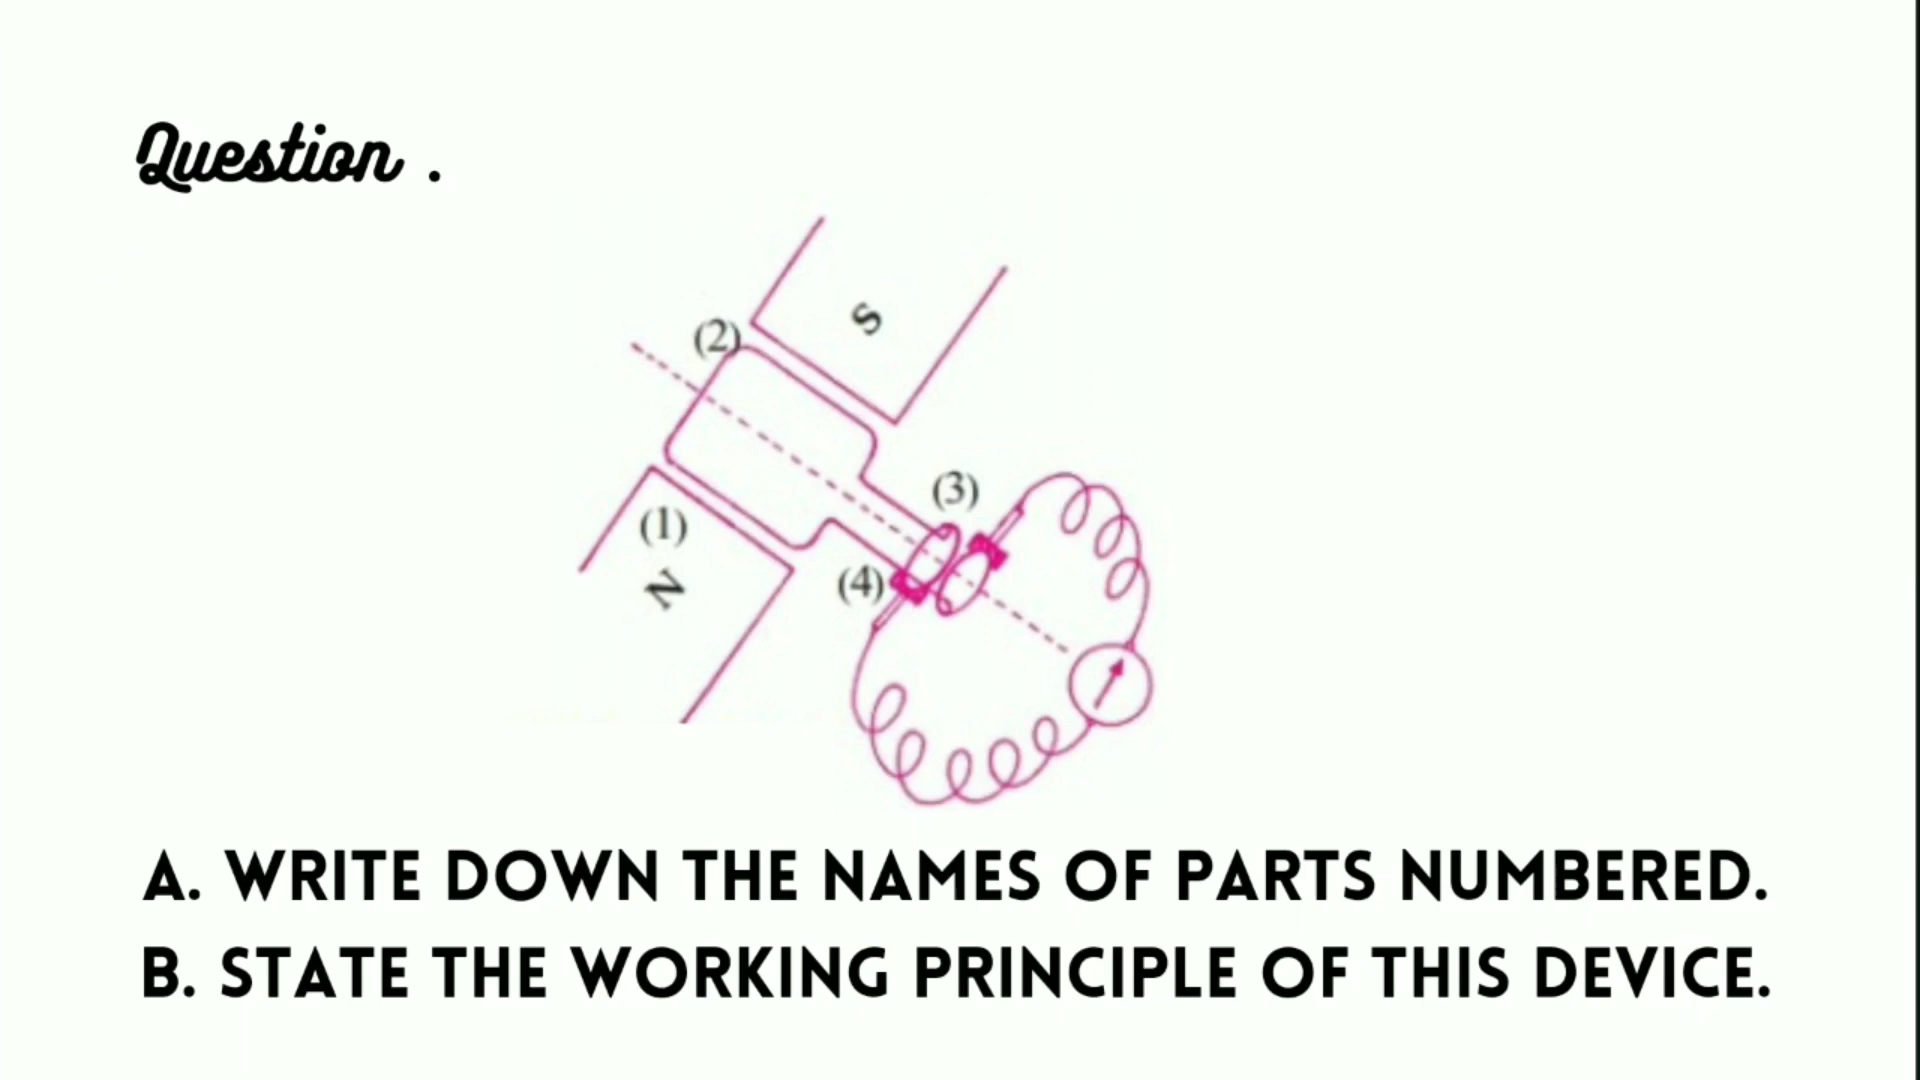 Question .
S
(2)
(3)
(1)
(4)
N
A. WRITE DOWN THE NAMES OF PARTS NUMBERED.
B. STATE THE WORKING PRINCIPLE OF THIS DEVICE.